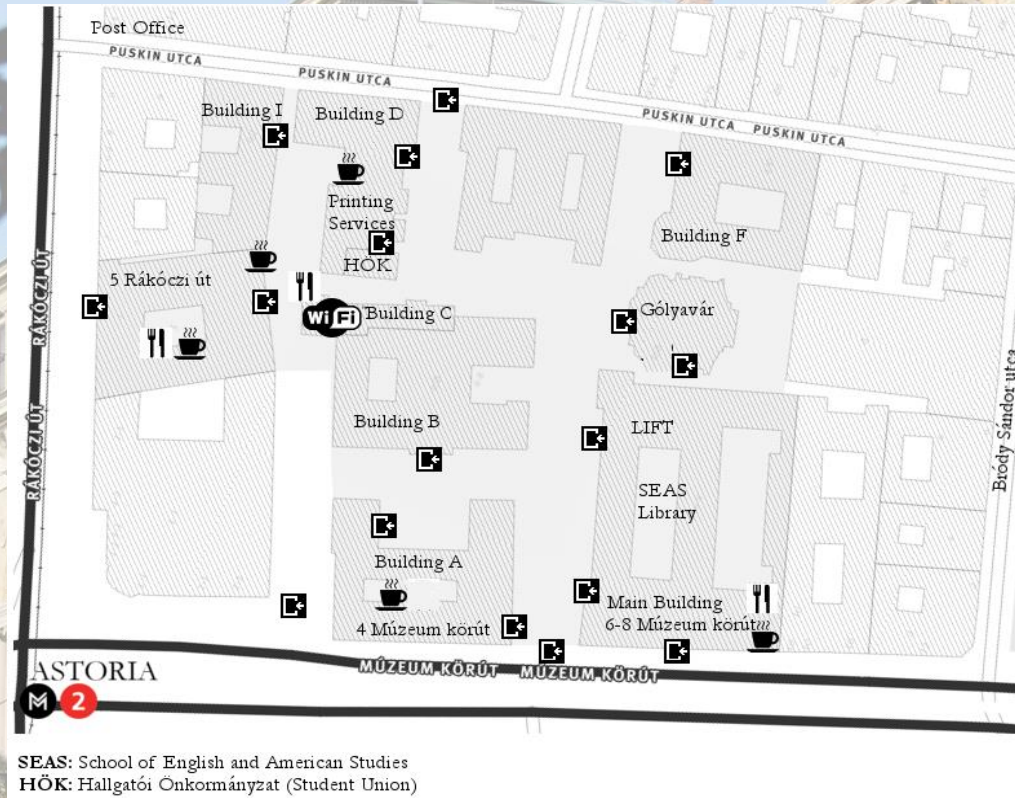 Post Office
PUSKIN UTCA
PUSKIN UTCA
PUSKIN UTCA
PUSKIN UTCA
Building I
Building D
Printing
Services
HÖK
Building F
5 Rákóczi út
RÁKÓCZI ÚT
WiFi
Building C
Gólyavár
Building B
LIFT
RÁKÓCZI ÚT
SEAS
Library
Bródy Sándor utca
Building A
Main Building
6-8 Múzeum körút
4 Múzeum körút
MÚZEUM KÖRÚT
MÚZEUM KÖRÚT
ASTORIA
M 2
SEAS: School of English and American Studies
HÖK: Hallgatói Önkormányzat (Student Union)